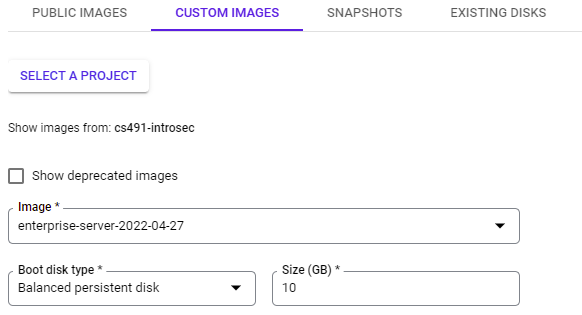 PUBLIC IMAGES CUSTOM IMAGES SNAPSHOTS EXISTING DISKS
SELECT A PROJECT
Show images from: cs491-introsec
Show deprecated images
Image *
enterprise-server-2022-04-27
Boot disk type * Size (GB) *
Balanced persistent disk 10